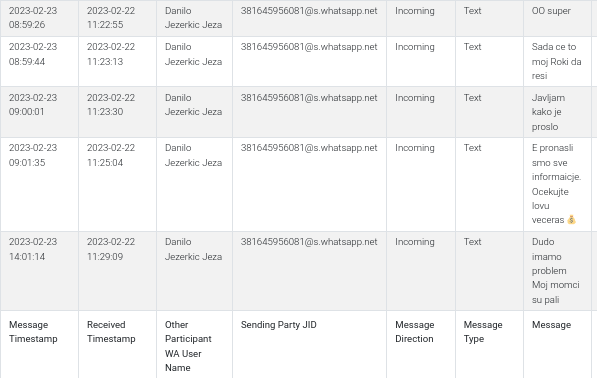 2023-02-23 2023-02-22 Danilo 381645956081@s.whatsapp.net Incoming Text OO super
08:59:26 11:22:55 Jezerkic Jeza
2023-02-23 2023-02-22 Danilo 381645956081@s.whatsapp.net Incoming Text Sada ce to
08:59:44 11:23:13 Jezerkic Jeza moj Roki da
resi
2023-02-23 2023-02-22 Danilo 381645956081@s.whatsapp.net Incoming Text Javljam
09:00:01 11:23:30 Jezerkic Jeza kako je
proslo
2023-02-23 2023-02-22 Danilo 381645956081@s.whatsapp.net Incoming Text E pronasli
09:01:35 11:25:04 Jezerkic Jeza smo sve
informaicje.
Ocekujte
lovu
veceras 💰
2023-02-23 2023-02-22 Danilo 381645956081@s.whatsapp.net Incoming Text Dudo
14:01:14 11:29:09 Jezerkic Jeza imamo
problem
Moj momci
su pali
Message Received Other Sending Party JID Message Message Message
Timestamp Timestamp Participant Direction Type
WA User
Name